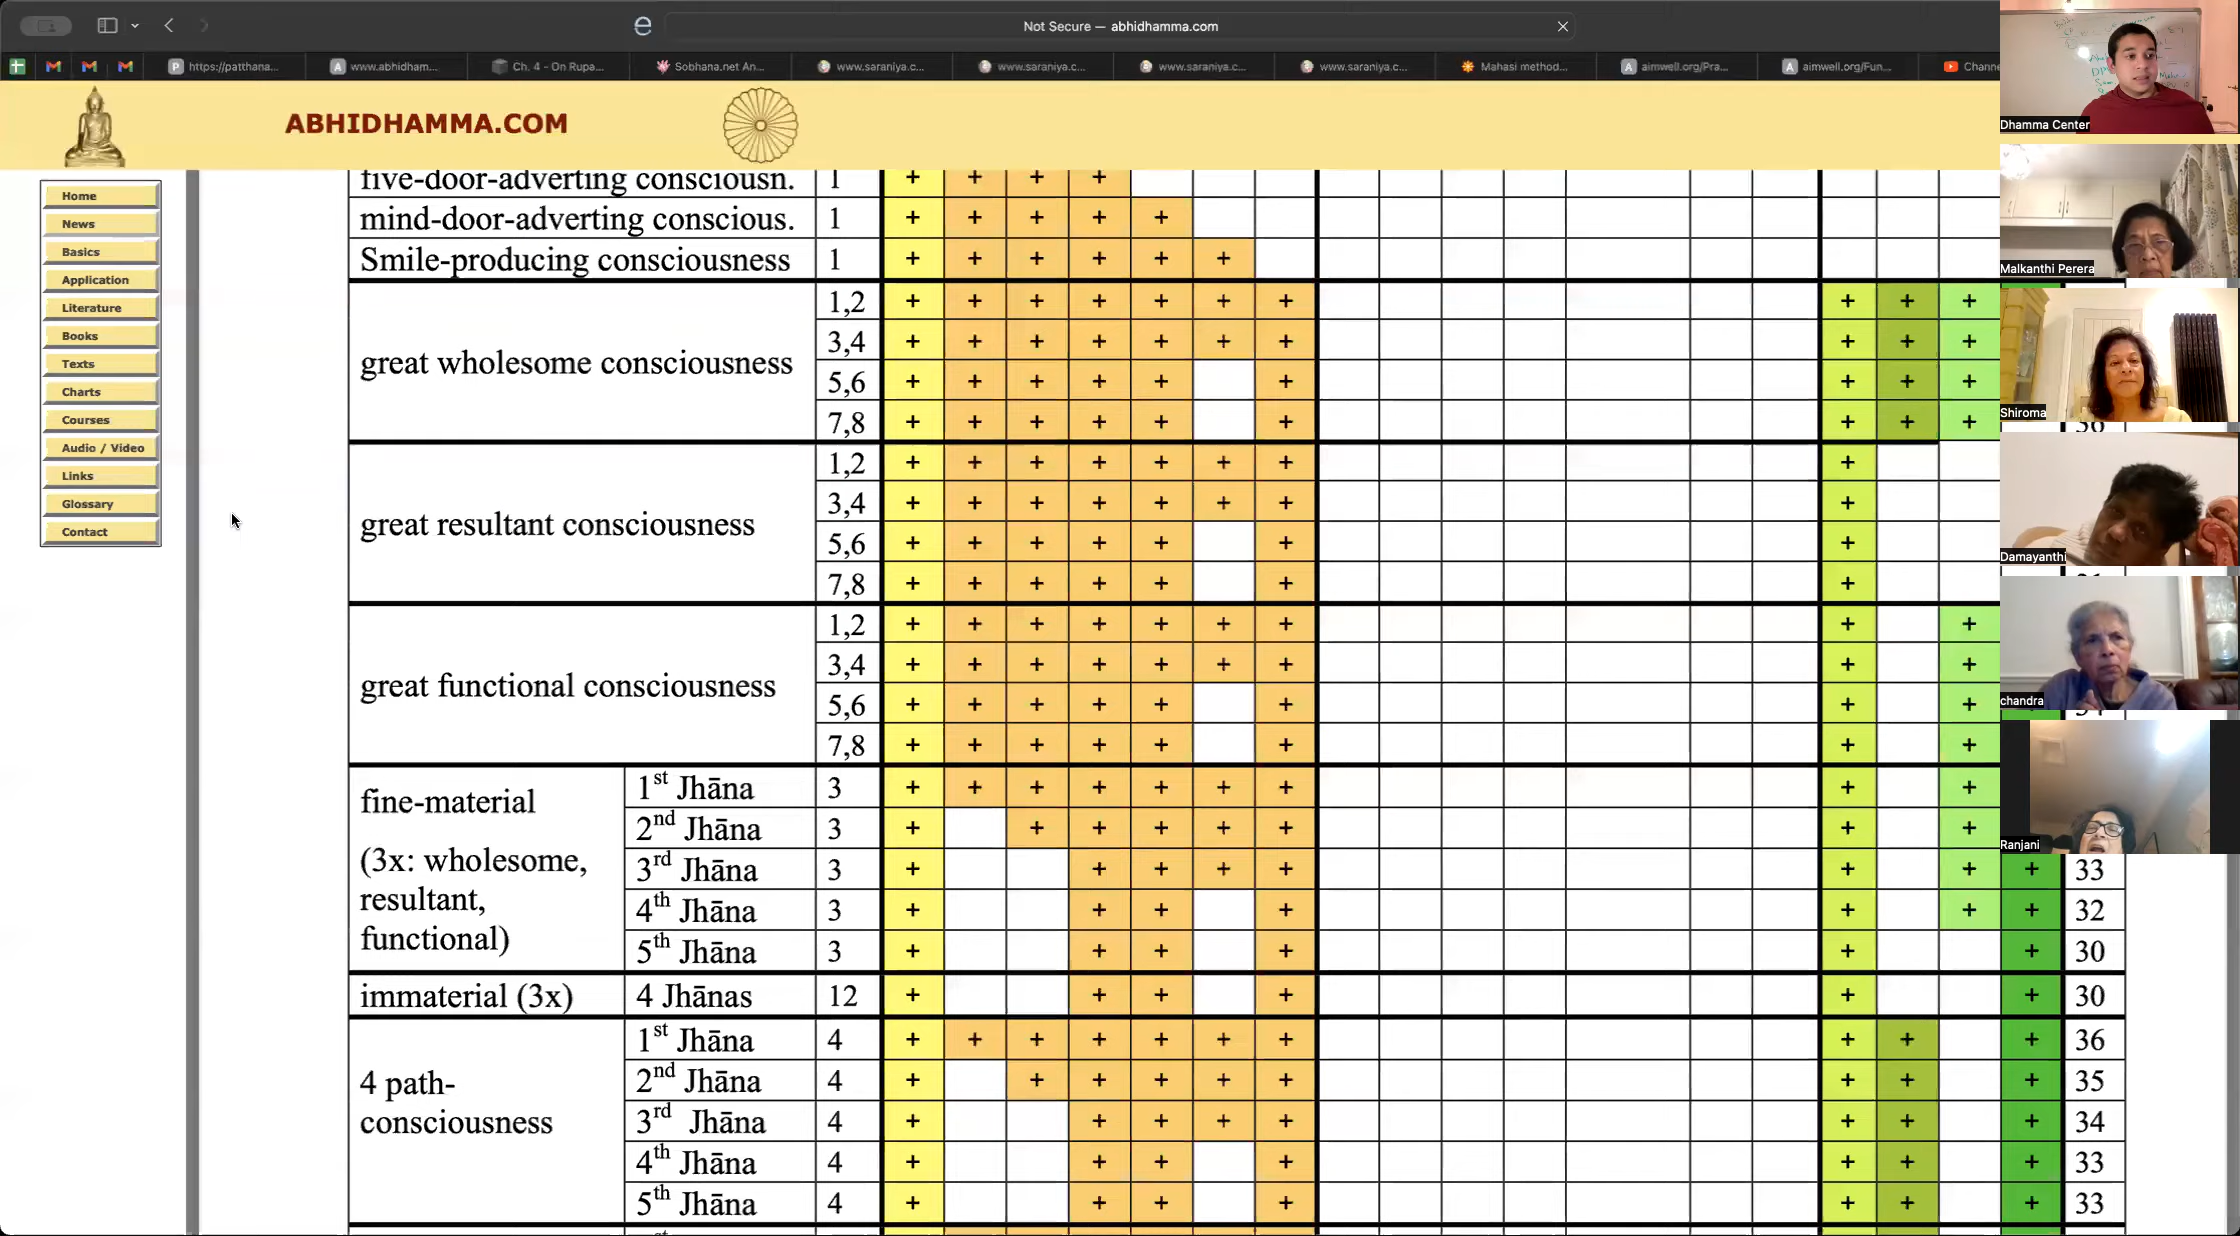 Not Secure — abhidhamma.com
https://patthana...
www.abhidham...
Ch. 4 - On Rupa...
Sobhana.net An...
www.saraniya.c...
www.saraniya.c...
www.saraniya.c...
www.saraniya.c...
Mahasi method...
aimwell.org/Pra...
aimwell.org/Fun...
Channe
ABHIDHAMMA.COM
Home
News
Basics
Application
Literature
Books
Texts
Charts
Courses
Audio / Video
Links
Glossary
Contact
five-door-adverting consciousn. 1 + + + +
mind-door-adverting conscious. 1 + + + + +
Smile-producing consciousness 1 + + + + + +
great wholesome consciousness
1,2 + + + + + + + + + +
3,4 + + + + + + + + + +
5,6 + + + + + + + + +
7,8 + + + + + + + + +
great resultant consciousness
1,2 + + + + + + + +
3,4 + + + + + + + +
5,6 + + + + + + +
7,8 + + + + + + +
great functional consciousness
1,2 + + + + + + + + +
3,4 + + + + + + + + +
5,6 + + + + + + + +
7,8 + + + + + + + +
fine-material
(3x: wholesome,
resultant,
functional)
1st Jhāna 3 + + + + + + + + +
2nd Jhāna 3 + + + + + + + +
3rd Jhāna 3 + + + + + + + + 33
4th Jhāna 3 + + + + + + + 32
5th Jhāna 3 + + + + + + 30
immaterial (3x) 4 Jhānas 12 + + + + + + 30
4 path-
consciousness
1st Jhāna 4 + + + + + + + + + + 36
2nd Jhāna 4 + + + + + + + + + 35
3rd Jhāna 4 + + + + + + + + 34
4th Jhāna 4 + + + + + + + 33
5th Jhāna 4 + + + + + + + 33
Dhamma Center
Malkanthi Perera
Shiroma
Damayanthi
chandra
Ranjani